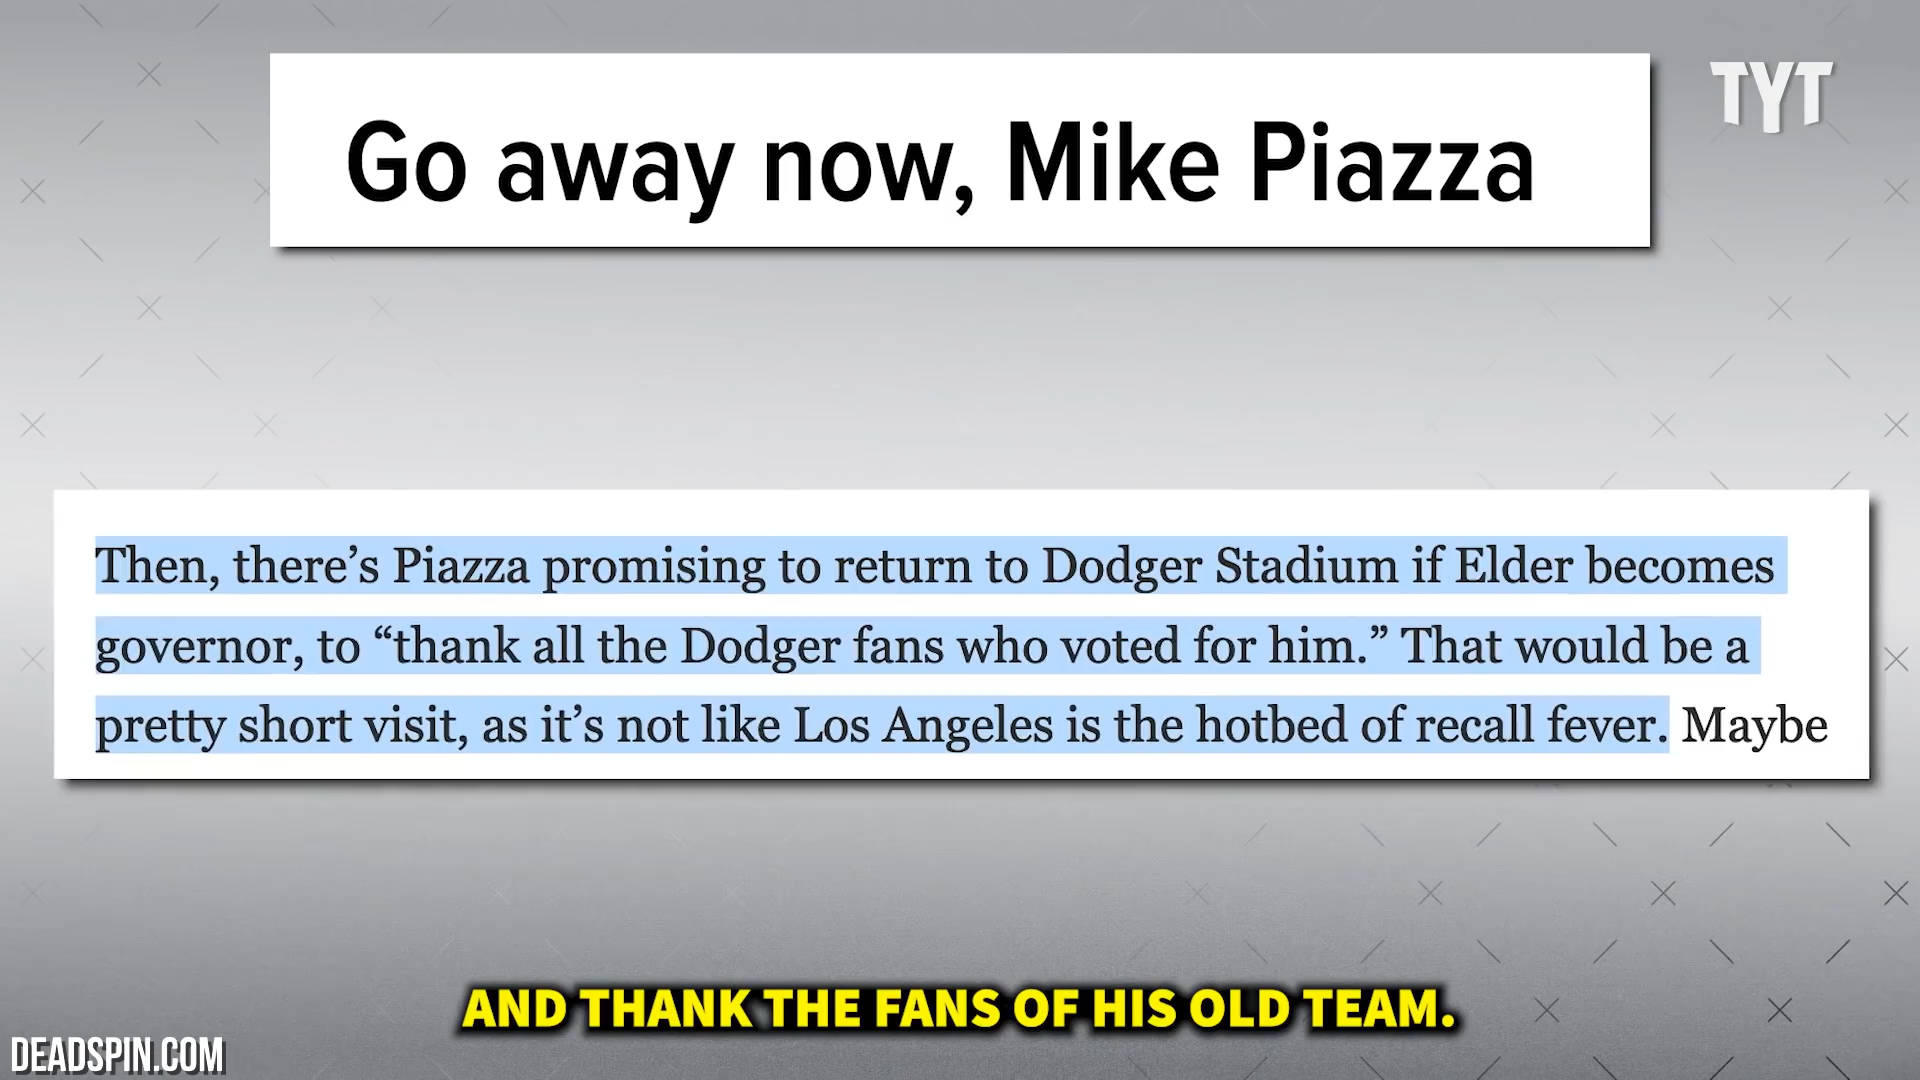 TYT
Go away now, Mike Piazza
Then, there’s Piazza promising to return to Dodger Stadium if Elder becomes
governor, to “thank all the Dodger fans who voted for him.” That would be a
pretty short visit, as it’s not like Los Angeles is the hotbed of recall fever. Maybe
AND THANK THE FANS OF HIS OLD TEAM.
DEADSPIN.COM